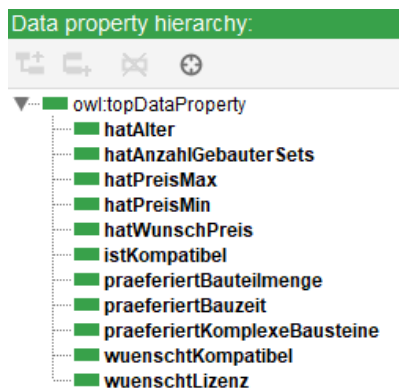 Data property hierarchy:
owl:topDataProperty
hatAlter
hatAnzahlGebauterSets
hatPreisMax
hatPreisMin
hatWunschPreis
istKompatibel
praeferiertBauteilmenge
praeferiertBauzeit
praeferiertKomplexeBausteine
wuenschtKompatibel
wuenschtLizenz